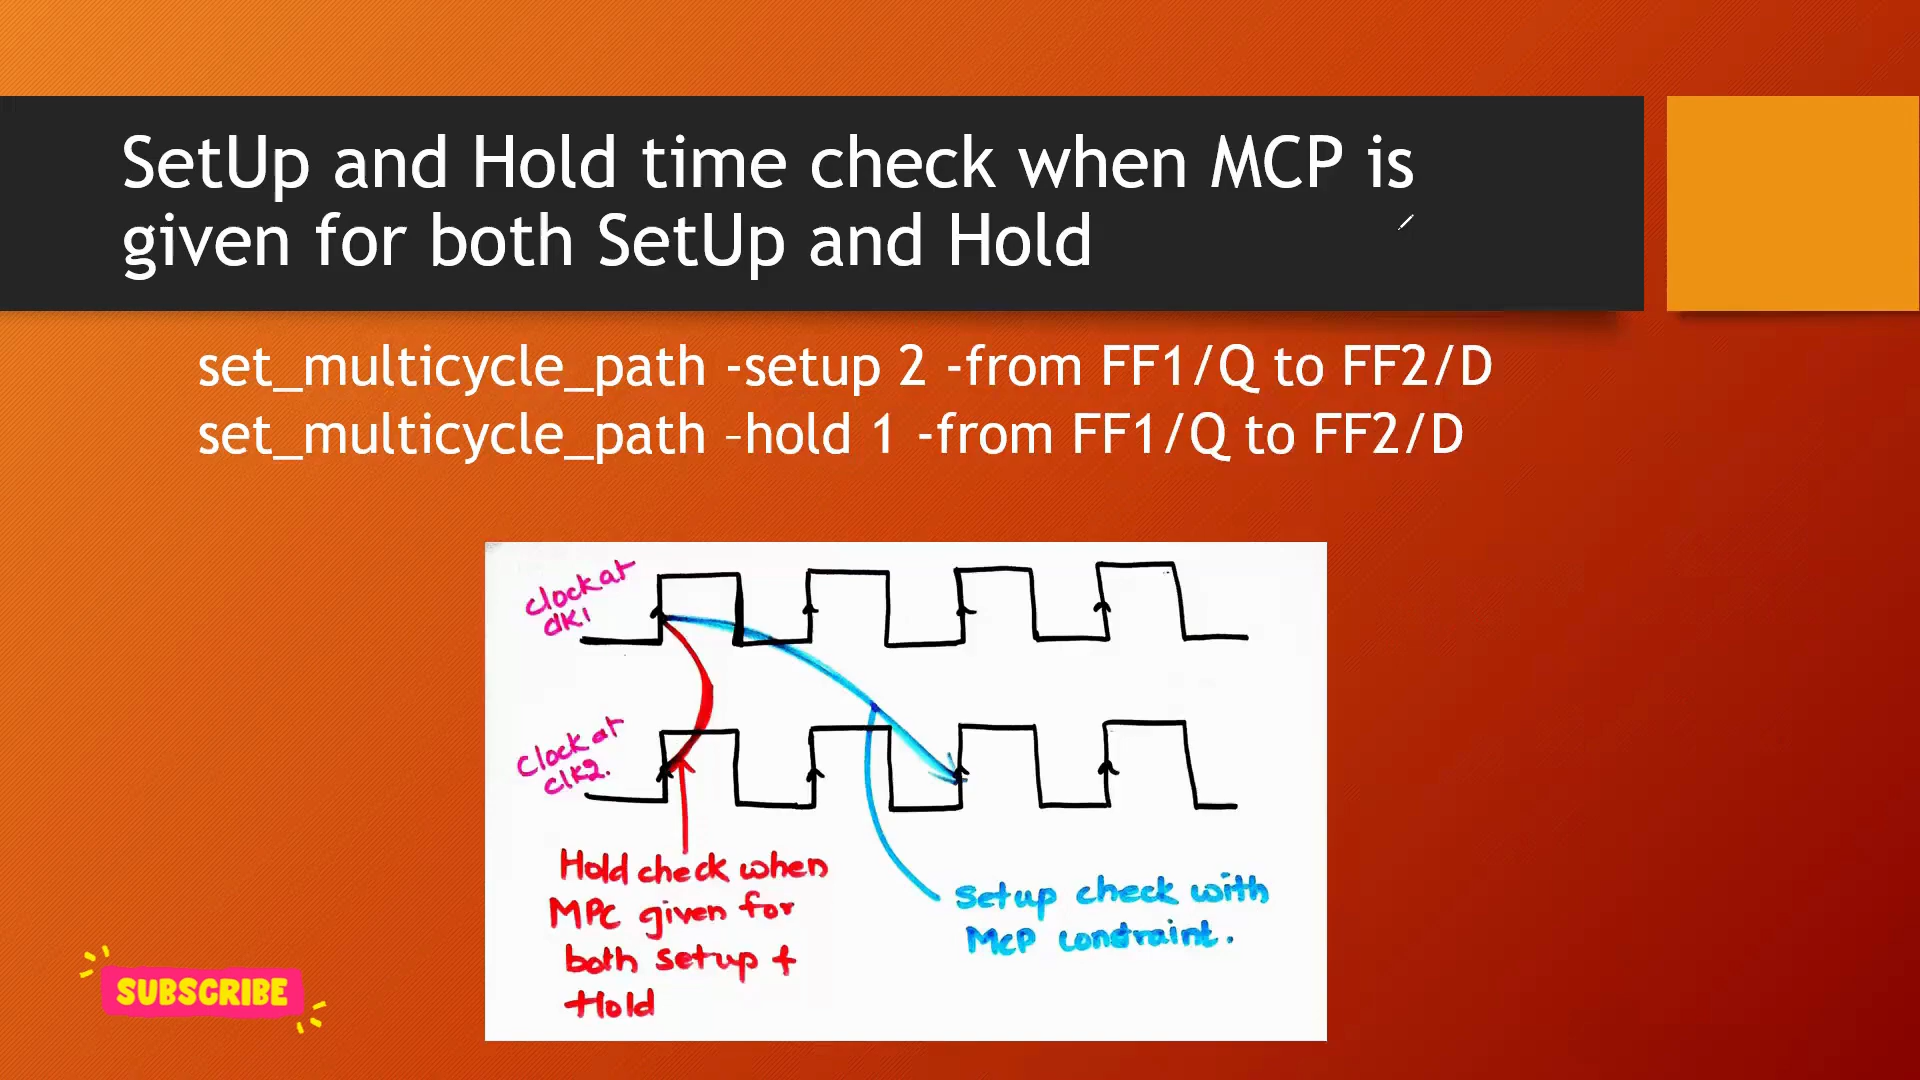 SetUp and Hold time check when MCP is
given for both SetUp and Hold
set_multicycle_path -setup 2 -from FF1/Q to FF2/D
set_multicycle_path –hold 1 -from FF1/Q to FF2/D
clock at
clk1
Clock at
clk2.
Hold check when
MPC given for
both setup +
Hold
setup check with
McP constraint.
SUBSCRIBE